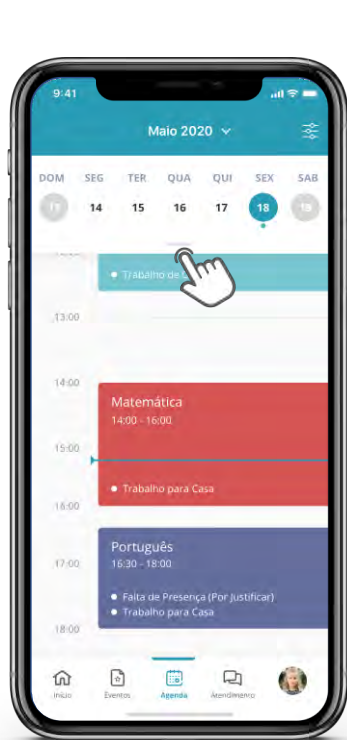 9:41
Maio 2020
DOM SEG TER QUA QUI SEX SAB
14 15 16 17 18
Trabalho de
13:00
14:00
Matemática
14:00 - 16:00
15:00
Trabalho para Casa
16:00
Português
16:30 - 18:00
17:00
Falta de Presença (Por Justificar)
Trabalho para Casa
18:00
Início Eventos Agenda Atendimento